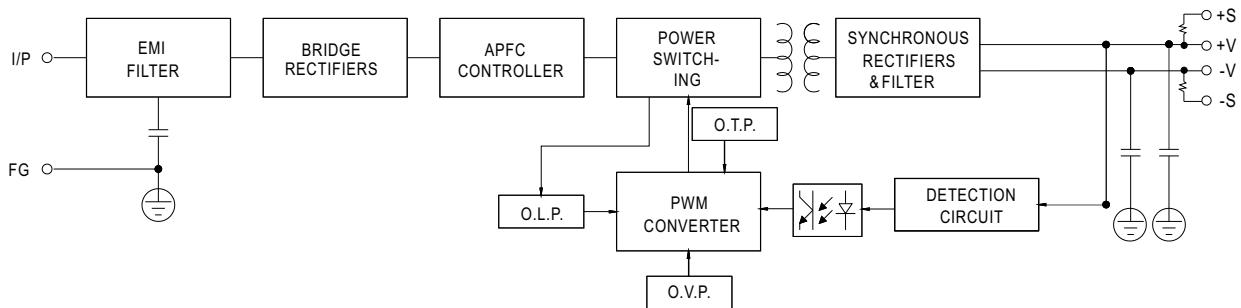 I/P
EMI
FILTER
BRIDGE
RECTIFIERS
APFC
CONTROLLER
POWER
SWITCH-
ING
SYNCHRONOUS
RECTIFIERS
&FILTER
+S
+V
-V
-S
FG
O.T.P.
O.L.P.
PWM
CONVERTER
DETECTION
CIRCUIT
O.V.P.